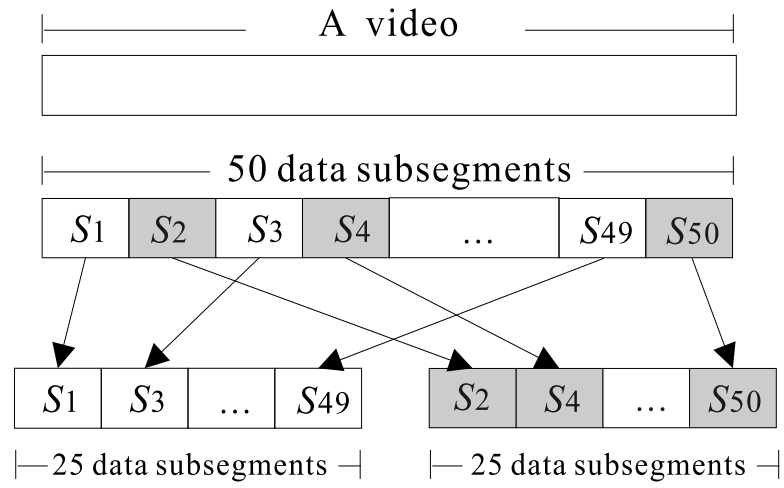 A video
50 data subsegments
S1 S2 S3 S4 ... S49 S50
S1 S3 ... S49 S2 S4 ... S50
25 data subsegments 25 data subsegments